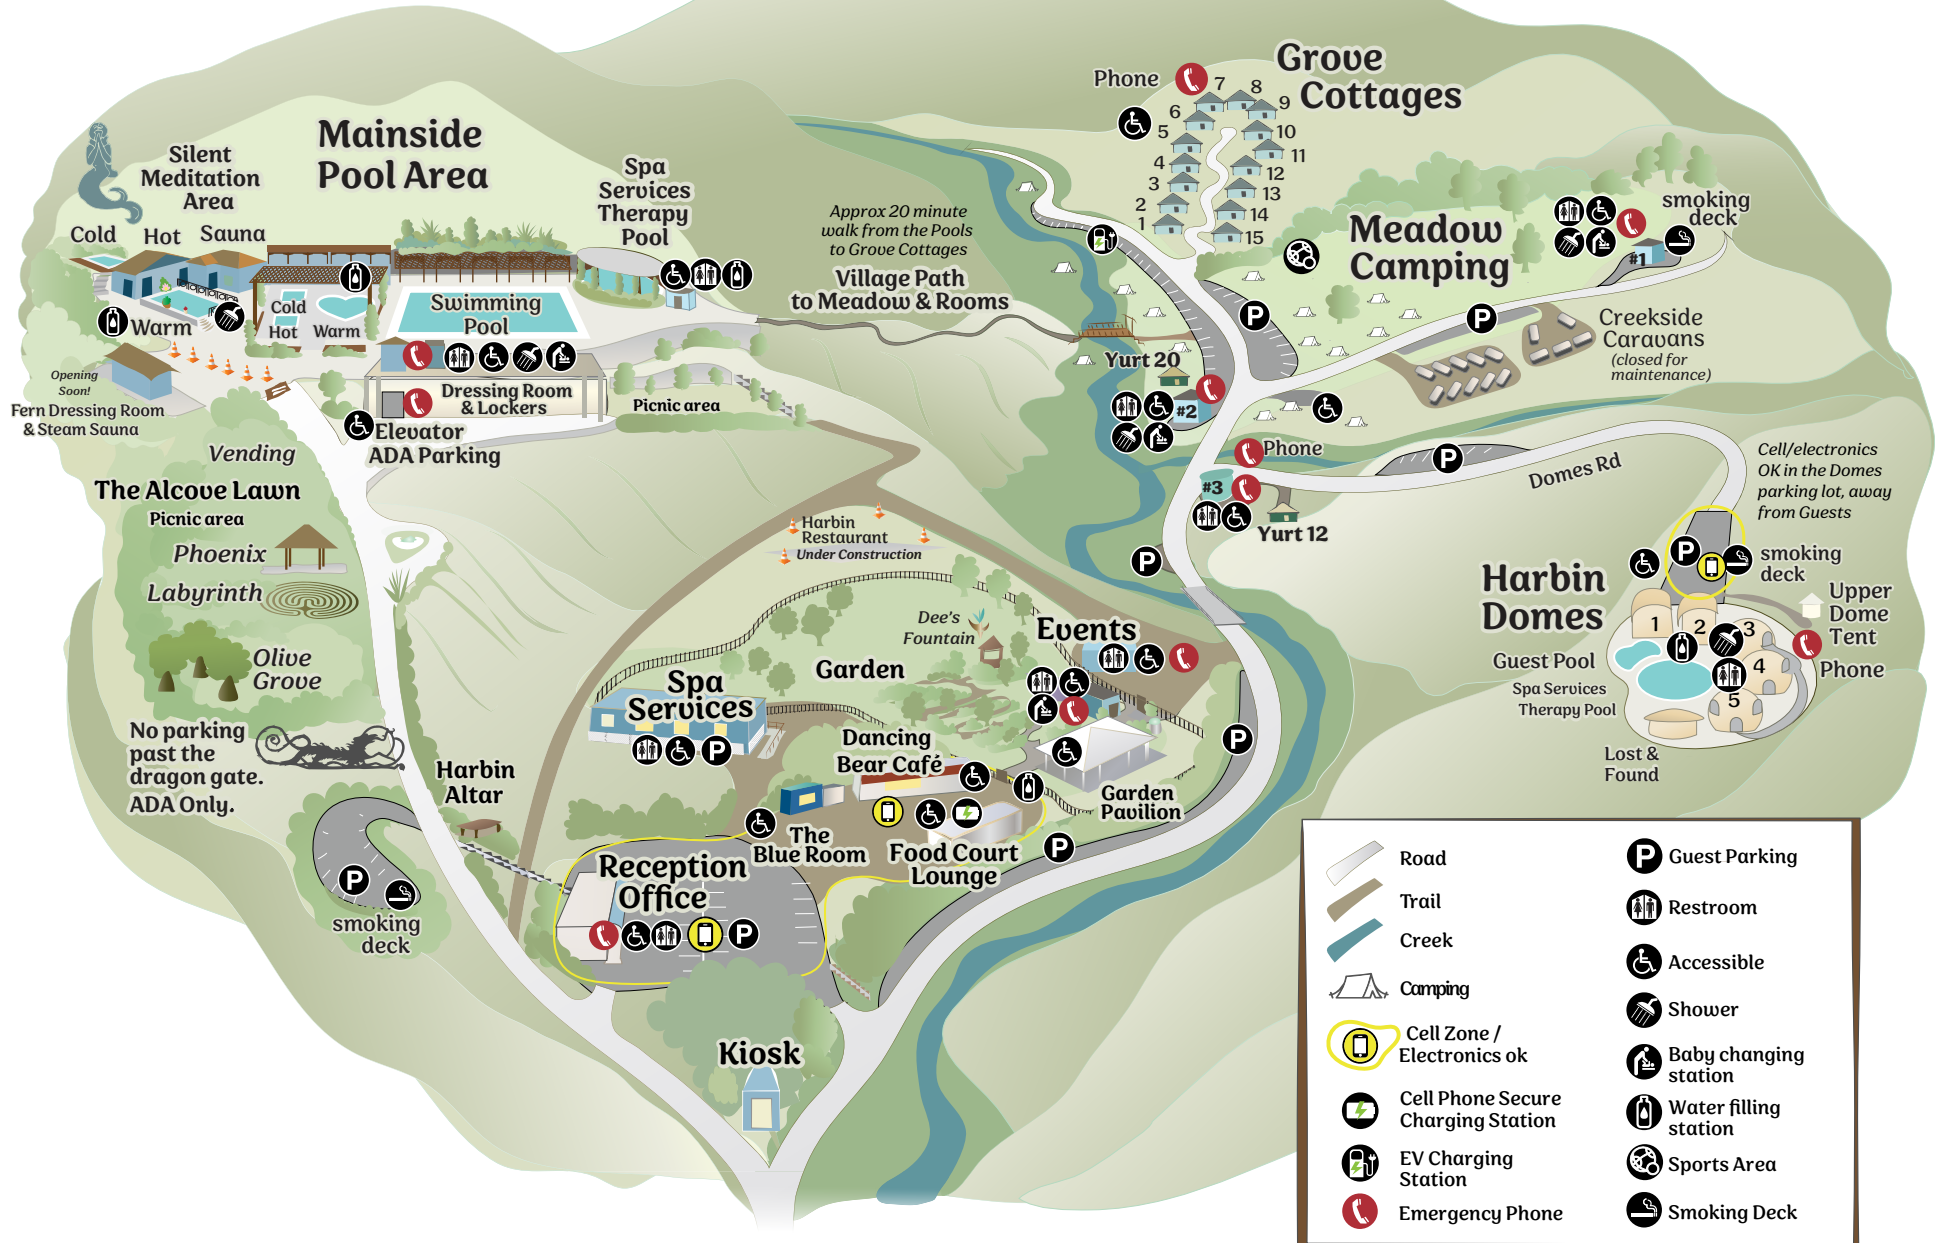 Mainside
Pool Area
Silent
Meditation
Area
Cold
Hot
Sauna
Warm
Cold
Hot
Warm
Swimming
Pool
Spa
Services
Therapy
Pool
Opening
Soon!
Fern Dressing Room
& Steam Sauna
Dressing Room
& Lockers
Elevator
ADA Parking
Picnic area
Approx 20 minute
walk from the Pools
to Grove Cottages
Village Path
to Meadow & Rooms
Grove
Cottages
Phone
1
2
3
4
5
6
7
8
9
10
11
12
13
14
15
Meadow
Camping
smoking
deck
#1
P
P
Creekside
Caravans
(closed for
maintenance)
Yurt 20
#2
Phone
#3
Yurt 12
P
Domes Rd
P
Cell/electronics
OK in the Domes
parking lot, away
from Guests
Harbin
Domes
P
smoking
deck
Upper
Dome
Tent
Phone
1
2
3
4
5
Guest Pool
Spa Services
Therapy Pool
Lost &
Found
Vending
The Alcove Lawn
Picnic area
Phoenix
Labyrinth
Olive
Grove
No parking
past the
dragon gate.
ADA Only.
P
smoking
deck
Harbin
Altar
Harbin
Restaurant
Under Construction
Dee's
Fountain
Events
Garden
Spa
Services
P
Dancing
Bear Café
Garden
Pavilion
P
P
The
Blue Room
Food Court
Lounge
Reception
Office
P
Kiosk
Road
Trail
Creek
Camping
Cell Zone /
Electronics ok
Cell Phone Secure
Charging Station
EV Charging
Station
Emergency Phone
P
Guest Parking
Restroom
Accessible
Shower
Baby changing
station
Water filling
station
Sports Area
Smoking Deck